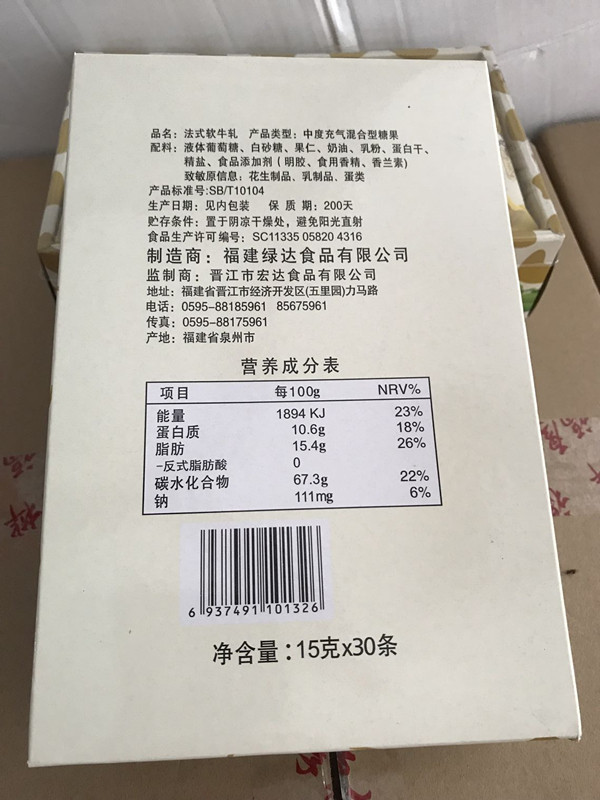 品名：法式软牛轧 产品类型：中度充气混合型糖果
配料：液体葡萄糖、白砂糖、果仁、奶油、乳粉、蛋白干、
精盐、食品添加剂（明胶、食用香精、香兰素）
致敏原信息：花生制品、乳制品、蛋类
产品标准号:SB/T10104
生产日期：见内包装 保 质 期：200天
贮存条件：置于阴凉干燥处，避免阳光直射
食品生产许可编号：SC11335 05820 4316
制造商：福建绿达食品有限公司
监制商：晋江市宏达食品有限公司
地址：福建省晋江市经济开发区(五里园)力马路
电话：0595-88185961 85675961
传真：0595-88175961
产地：福建省泉州市
营养成分表
项目 每100g NRV%
能量 1894 KJ 23%
蛋白质 10.6g 18%
脂肪 15.4g 26%
-反式脂肪酸 0
碳水化合物 67.3g 22%
钠 111mg 6%
6 937491 101326
净含量：15克x30条